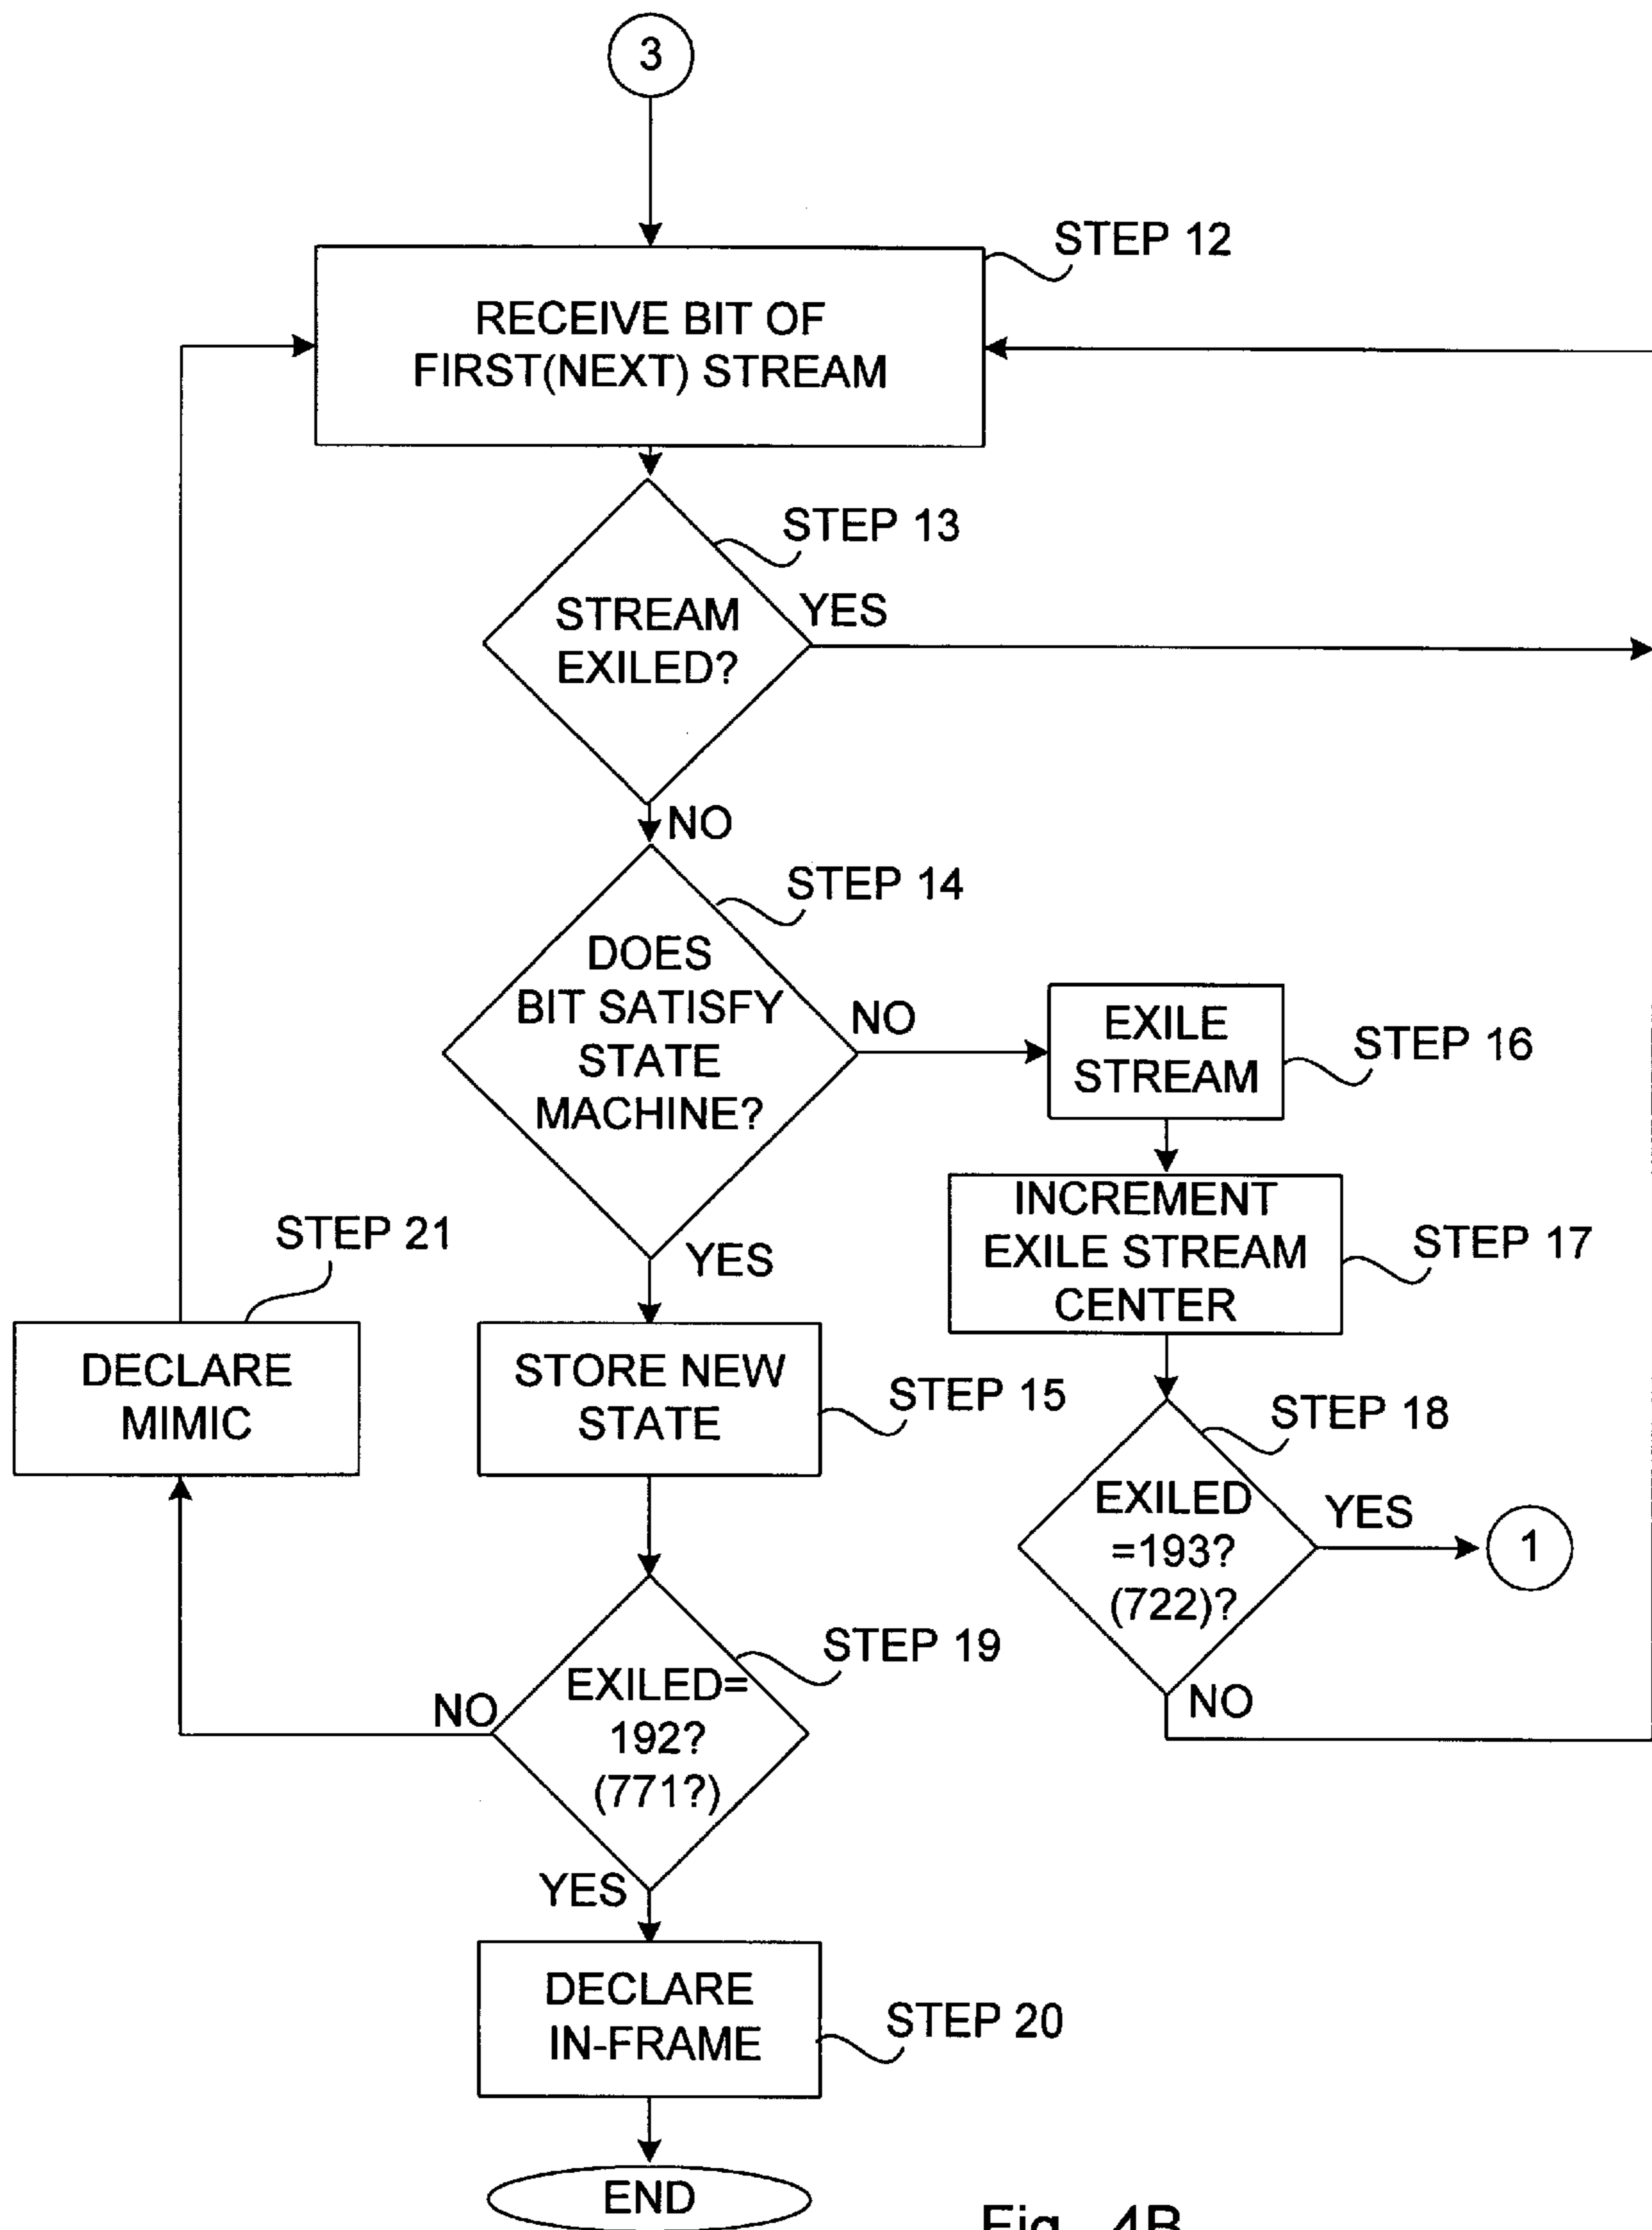 3
STEP 12
RECEIVE BIT OF
FIRST(NEXT) STREAM
STEP 13
STREAM
EXILED?
YES
NO
STEP 14
DOES
BIT SATISFY
STATE
MACHINE?
NO
YES
EXILE
STREAM
STEP 16
INCREMENT
EXILE STREAM
CENTER
STEP 17
STEP 21
DECLARE
MIMIC
STORE NEW
STATE
STEP 15
STEP 18
EXILED
=193?
(722)?
YES
1
NO
STEP 19
EXILED=
192?
(771?)
NO
YES
DECLARE
IN-FRAME
STEP 20
END
Fig. 4B